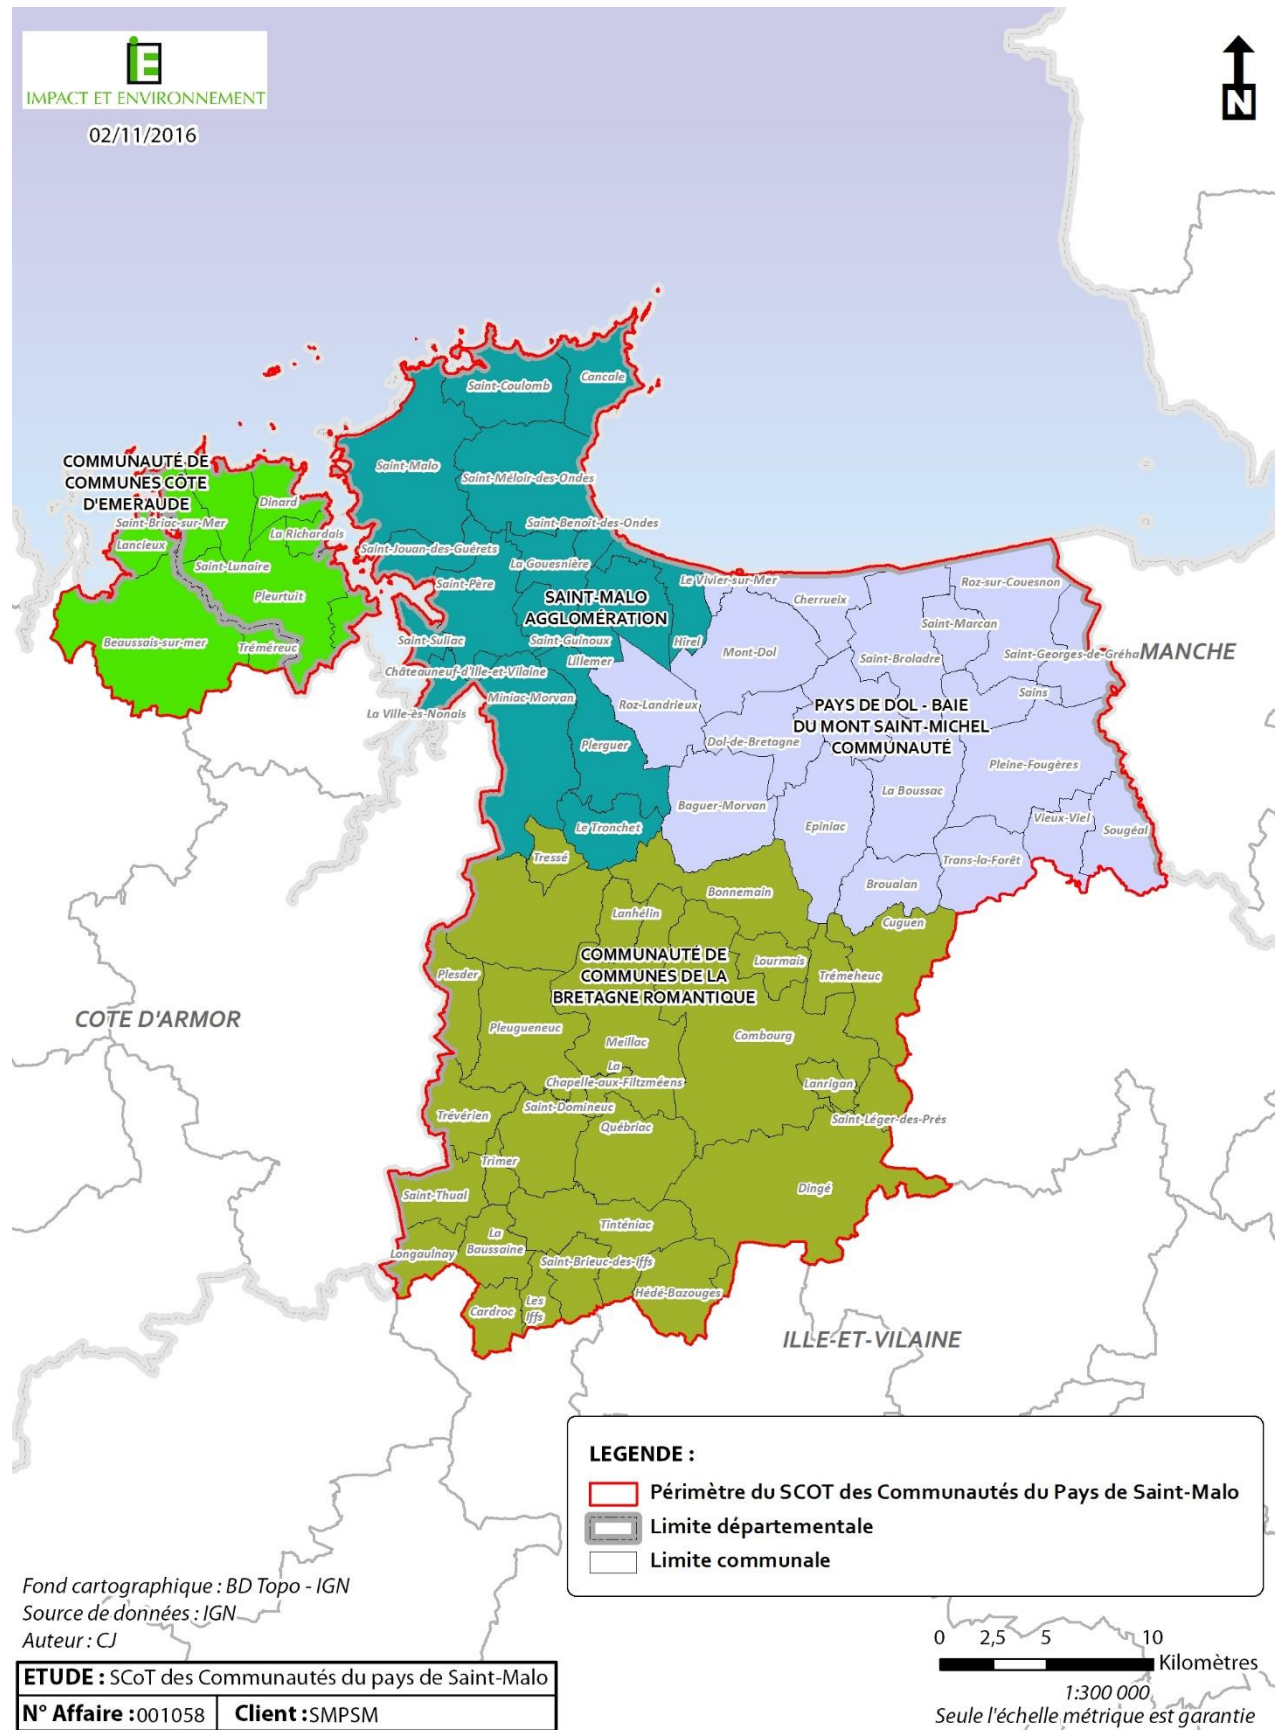 iE
IMPACT ET ENVIRONNEMENT
02/11/2016
N
Saint-Coulomb
Cancale
Saint-Malo
Saint-Méloir-des-Ondes
COMMUNAUTÉ DE
COMMUNES CÔTE
D'EMERAUDE
Dinard
Saint-Briac-sur-Mer
La Richardais
Lancieux
Saint-Lunaire
Pleurtuit
Beaussais-sur-mer
Tréméreuc
Saint-Benoît-des-Ondes
Saint-Jouan-des-Guérets
La Gouesnière
Saint-Père
Le Vivier-sur-Mer
SAINT-MALO
AGGLOMÉRATION
Saint-Suliac
Saint-Guinoux
Hirel
Lillemer
Châteauneuf-d'Ille-et-Vilaine
Miniac-Morvan
La Ville-ès-Nonais
Plerguer
Le Tronchet
Cherrueix
Roz-sur-Couesnon
Saint-Marcan
Mont-Dol
Saint-Broladre
Saint-Georges-de-Gréha
MANCHE
Sains
Roz-Landrieux
PAYS DE DOL - BAIE
DU MONT SAINT-MICHEL
COMMUNAUTÉ
Dol-de-Bretagne
Pleine-Fougères
La Boussac
Baguer-Morvan
Epiniac
Vieux-Viel
Sougéal
Trans-la-Forêt
Broualan
Tressé
Bonnemain
Lanhélin
Cuguen
COMMUNAUTÉ DE
COMMUNES DE LA
BRETAGNE ROMANTIQUE
Lourmais
Trémeheuc
Plesder
COTE D'ARMOR
Pleugueneuc
Combourg
Meillac
La
Chapelle-aux-Filtzméens
Lanrigan
Saint-Domineuc
Trévérien
Saint-Léger-des-Prés
Québriac
Trimer
Saint-Thual
Dingé
Tinténiac
La
Baussaine
Longaulnay
Saint-Brieuc-des-Iffs
Hédé-Bazouges
Les
Iffs
Cardroc
ILLE-ET-VILAINE
LEGENDE :
Périmètre du SCOT des Communautés du Pays de Saint-Malo
Limite départementale
Limite communale
Fond cartographique : BD Topo - IGN
Source de données : IGN
Auteur : CJ
ETUDE : SCoT des Communautés du pays de Saint-Malo
N° Affaire : 001058 Client : SMPSM
0 2,5 5 10
Kilomètres
1:300 000
Seule l'échelle métrique est garantie